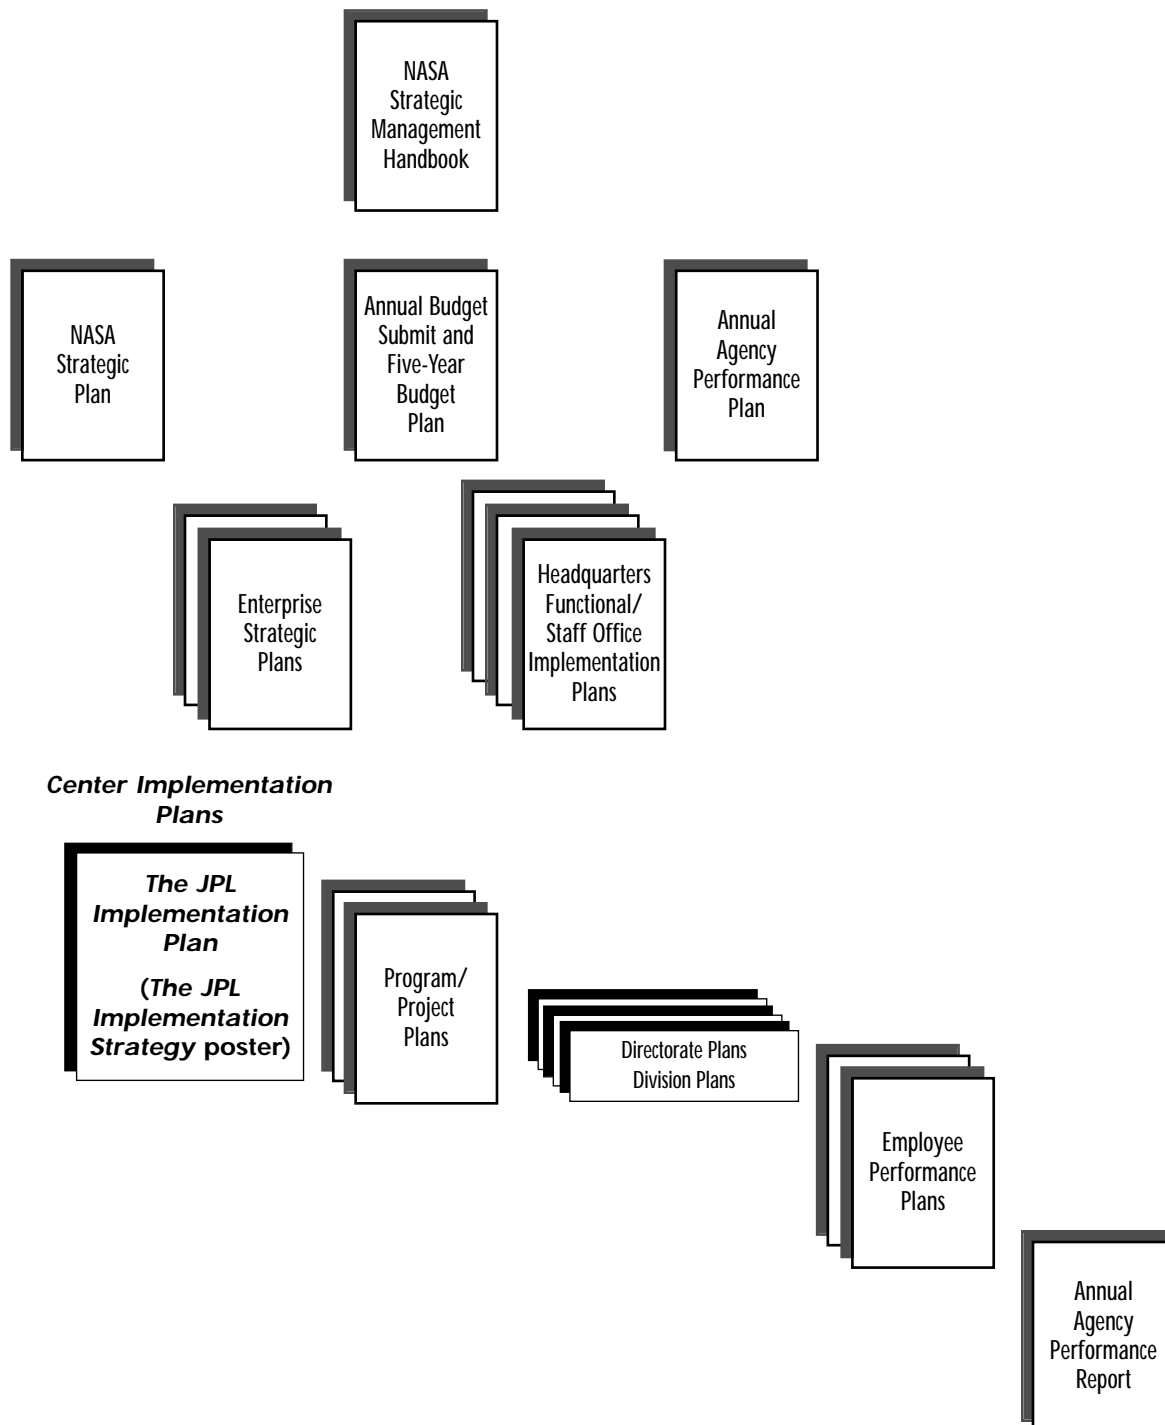 NASA
Strategic
Management
Handbook
NASA
Strategic
Plan
Annual Budget
Submit and
Five-Year
Budget
Plan
Annual
Agency
Performance
Plan
Enterprise
Strategic
Plans
Headquarters
Functional/
Staff Office
Implementation
Plans
Center Implementation
Plans
The JPL
Implementation
Plan
(The JPL
Implementation
Strategy poster)
Program/
Project
Plans
Directorate Plans
Division Plans
Employee
Performance
Plans
Annual
Agency
Performance
Report